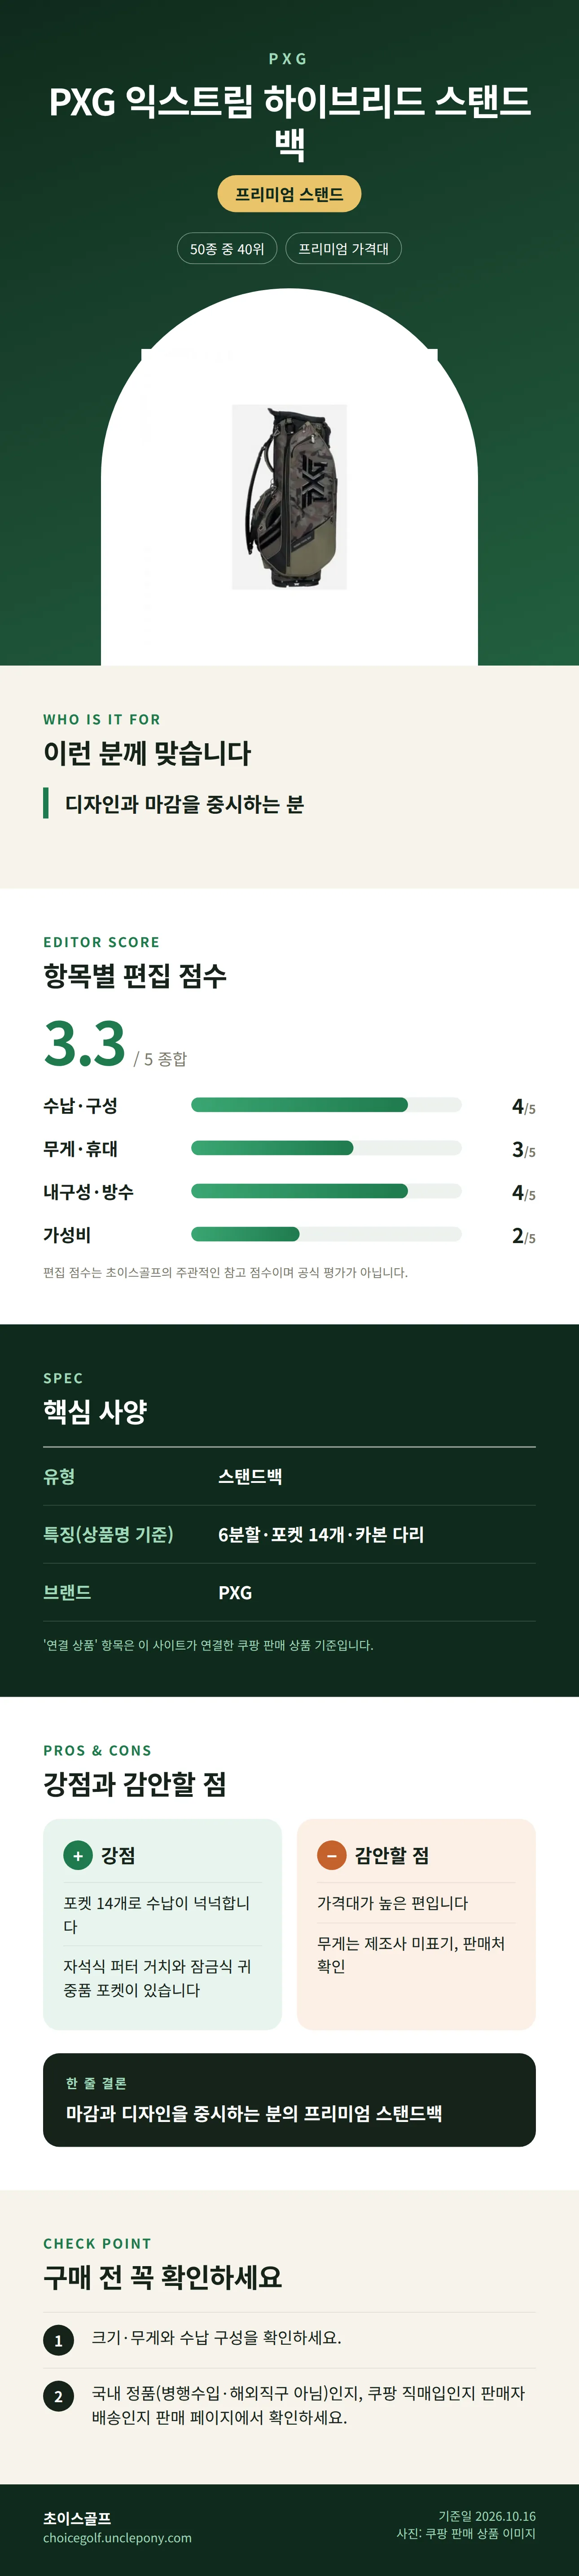 PXG
PXG 익스트림 하이브리드 스탠드
백
프리미엄 스탠드
50종 중 40위
프리미엄 가격대
PXG
WHO IS IT FOR
이런 분께 맞습니다
디자인과 마감을 중시하는 분
EDITOR SCORE
항목별 편집 점수
3.3 / 5 종합
수납·구성 4/5
무게·휴대 3/5
내구성·방수 4/5
가성비 2/5
편집 점수는 초이스골프의 주관적인 참고 점수이며 공식 평가가 아닙니다.
SPEC
핵심 사양
유형 스탠드백
특징(상품명 기준) 6분할·포켓 14개·카본 다리
브랜드 PXG
'연결 상품' 항목은 이 사이트가 연결한 쿠팡 판매 상품 기준입니다.
PROS & CONS
강점과 감안할 점
+ 강점
포켓 14개로 수납이 넉넉합니
다
자석식 퍼터 거치와 잠금식 귀
중품 포켓이 있습니다
− 감안할 점
가격대가 높은 편입니다
무게는 제조사 미표기, 판매처
확인
한 줄 결론
마감과 디자인을 중시하는 분의 프리미엄 스탠드백
CHECK POINT
구매 전 꼭 확인하세요
1 크기·무게와 수납 구성을 확인하세요.
2 국내 정품(병행수입·해외직구 아님)인지, 쿠팡 직매입인지 판매자
배송인지 판매 페이지에서 확인하세요.
초이스골프
choicegolf.unclepony.com
기준일 2026.10.16
사진: 쿠팡 판매 상품 이미지